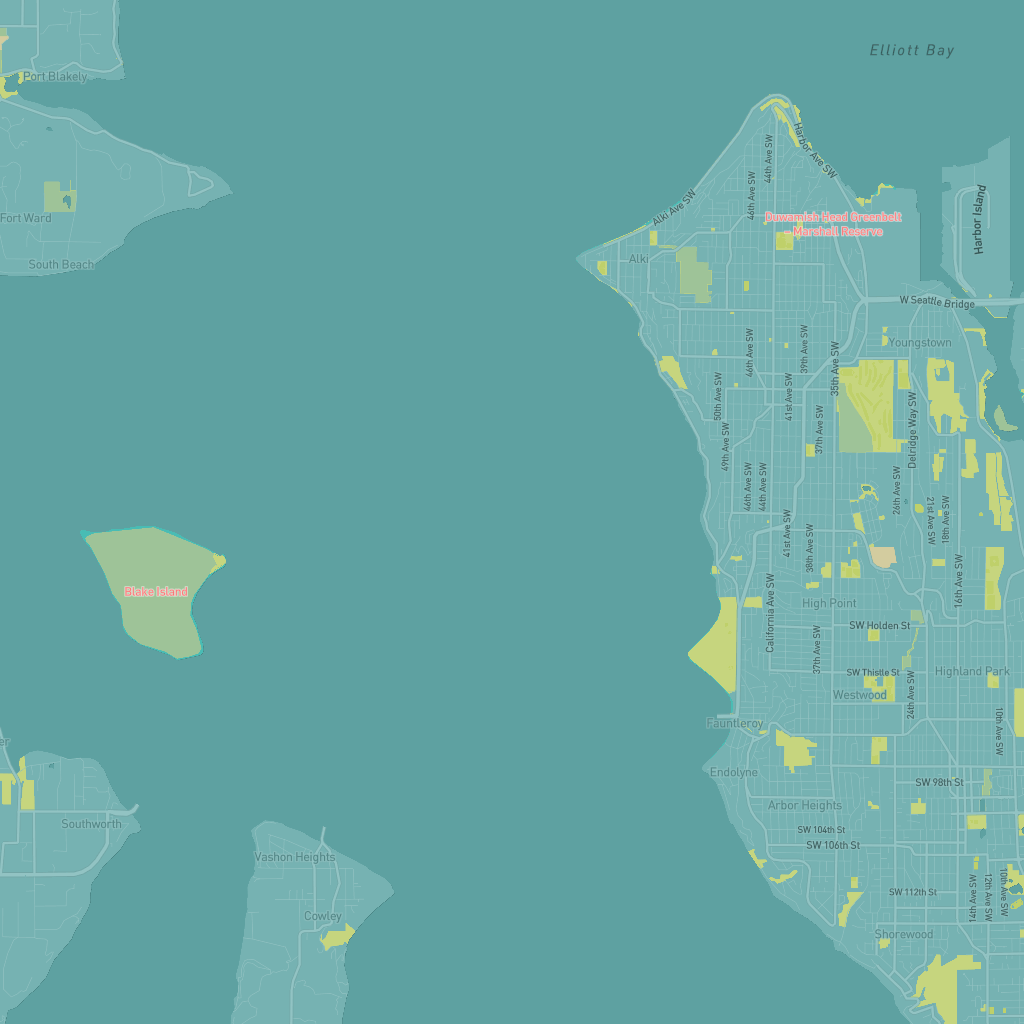 Elliott Bay
Port Blakely
Harbor Ave SW
44th Ave SW
46th Ave SW
Alki Ave SW
Harbor Island
Duwamish Head Greenbelt
- Marshall Reserve
Fort Ward
South Beach
Alki
W Seattle Bridge
Youngstown
46th Ave SW
39th Ave SW
35th Ave SW
50th Ave SW
41st Ave SW
37th Ave SW
Delridge Way SW
49th Ave SW
46th Ave SW
44th Ave SW
26th Ave SW
21st Ave SW
18th Ave SW
41st Ave SW
38th Ave SW
16th Ave SW
Blake Island
California Ave SW
High Point
SW Holden St
37th Ave SW
SW Thistle St
Highland Park
24th Ave SW
Westwood
Fauntleroy
10th Ave SW
er
Endolyne
SW 98th St
Arbor Heights
Southworth
SW 104th St
SW 106th St
Vashon Heights
SW 112th St
14th Ave SW
12th Ave SW
10th Ave SW
Cowley
Shorewood